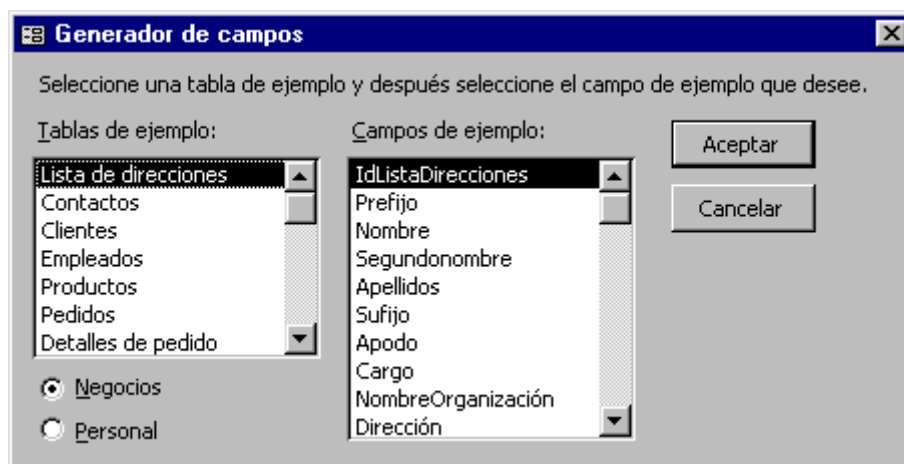 Generador de campos
Seleccione una tabla de ejemplo y después seleccione el campo de ejemplo que desee.
Tablas de ejemplo:
Lista de direcciones
Contactos
Clientes
Empleados
Productos
Pedidos
Detalles de pedido
Negocios
Personal
Campos de ejemplo:
IdListaDirecciones
Prefijo
Nombre
Segundonombre
Apellidos
Sufijo
Apodo
Cargo
NombreOrganización
Dirección
Aceptar
Cancelar